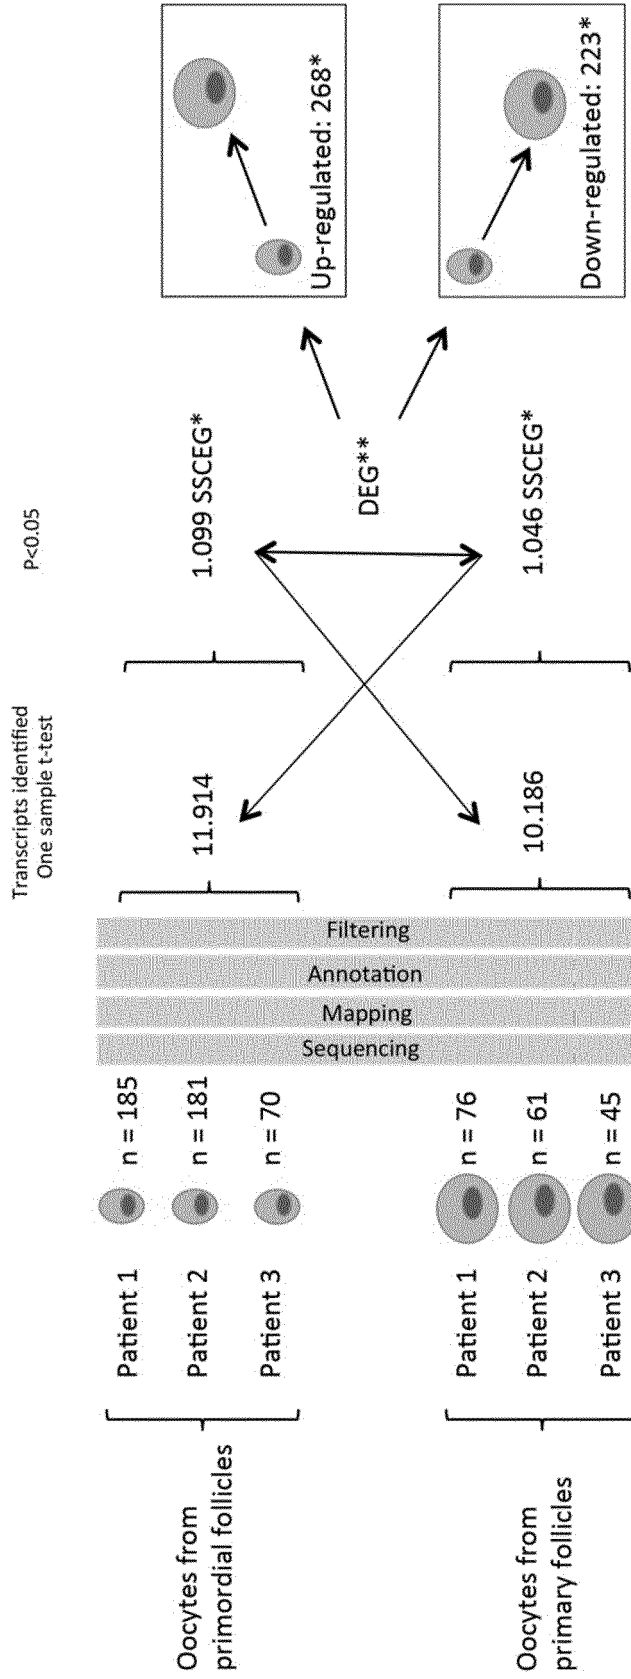 Transcripts identified
One sample t-test
P<0.05
Oocytes from
primordial follicles
Patient 1
n = 185
Patient 2
n = 181
Patient 3
n = 70
Oocytes from
primary follicles
Patient 1
n = 76
Patient 2
n = 61
Patient 3
n = 45
Sequencing
Mapping
Annotation
Filtering
11.914
10.186
1.099 SSCEG*
DEG**
1.046 SSCEG*
Up-regulated: 268*
Down-regulated: 223*